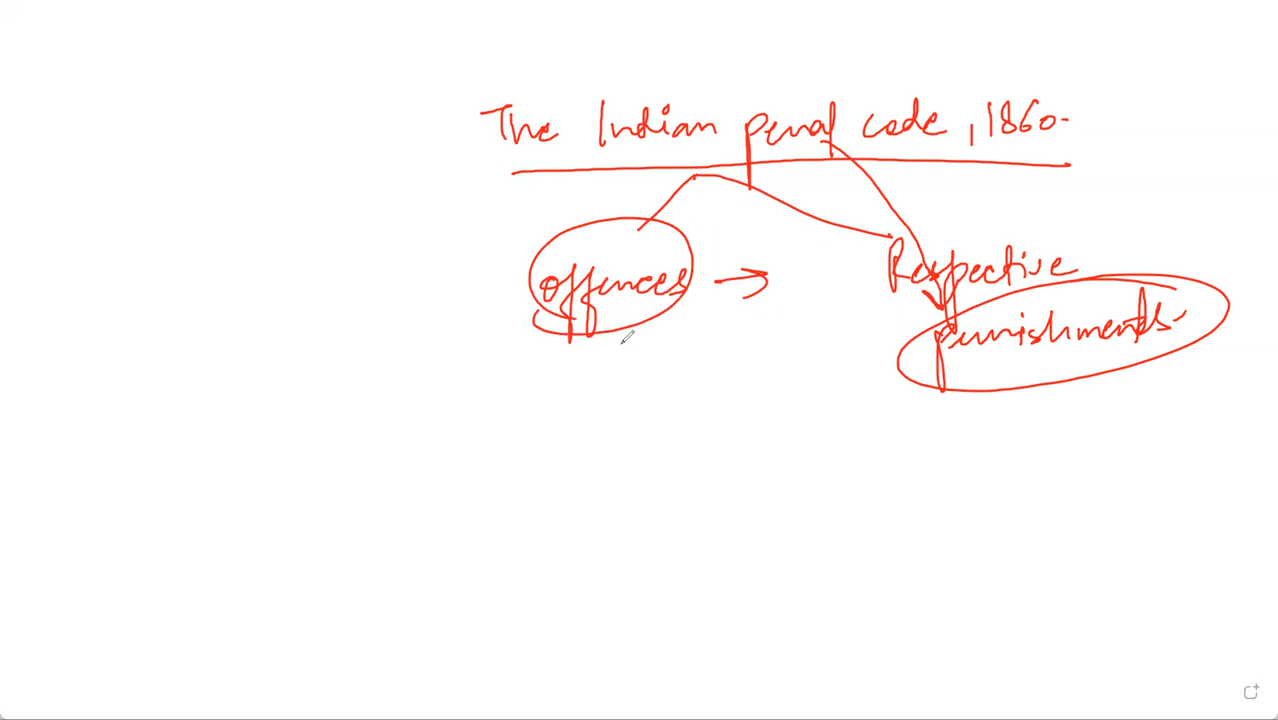 The Indian penal code, 1860.
offences → Respective
punishments.